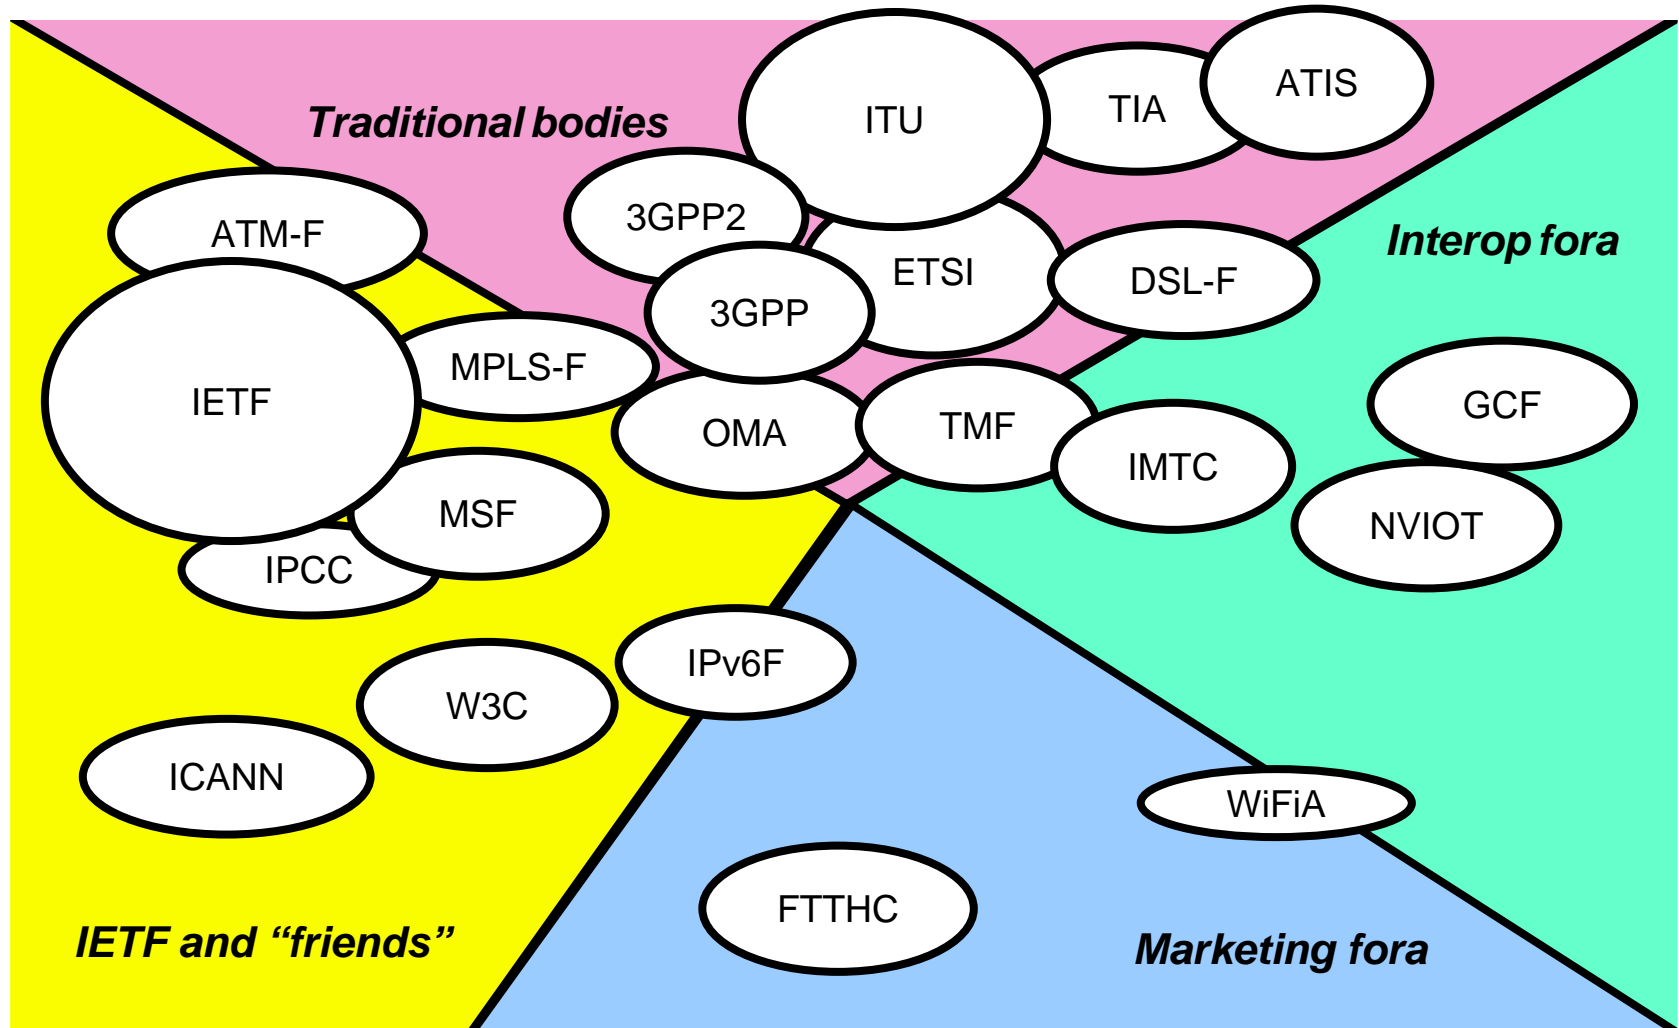 ITU
TIA
ATIS
Traditional bodies
3GPP2
ATM-F
Interop fora
ETSI
DSL-F
3GPP
MPLS-F
IETF
GCF
OMA
TMF
IMTC
MSF
NVIOT
IPCC
IPv6F
W3C
ICANN
WiFiA
FTTHC
IETF and “friends”
Marketing fora